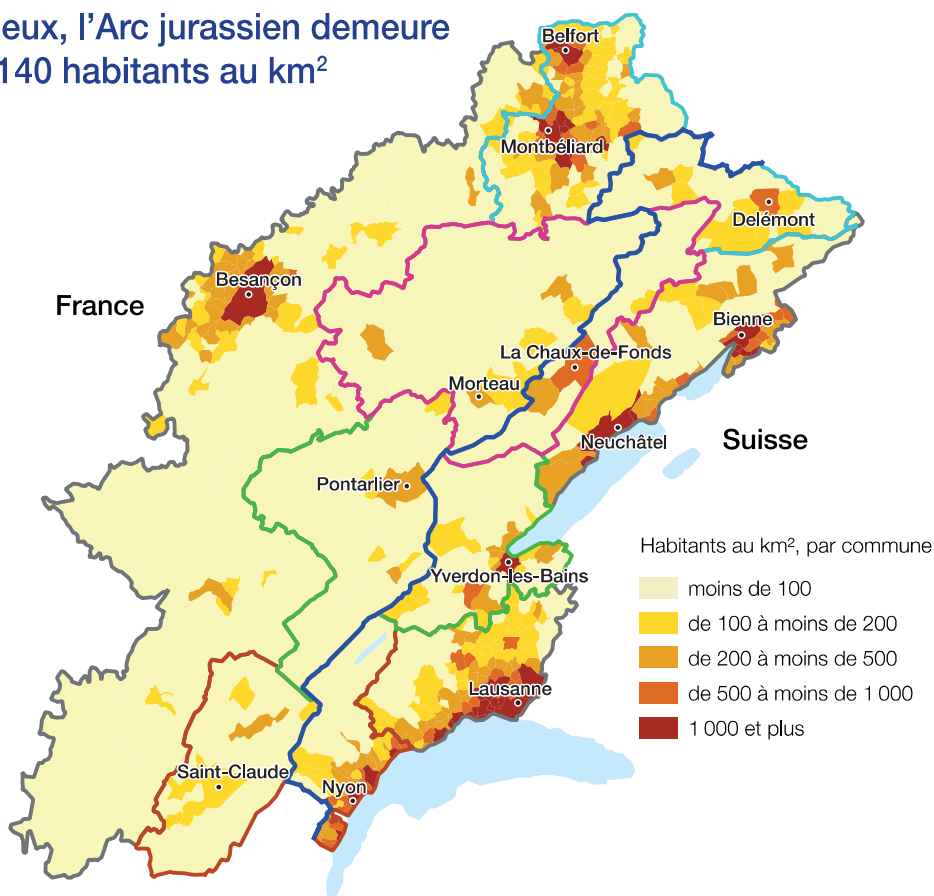 eux, l'Arc jurassien demeure
140 habitants au km²
Belfort
Montbéliard
Delémont
Besançon
France
Bienne
La Chaux-de-Fonds
Morteau
Neuchâtel
Suisse
Pontarlier
Yverdon-les-Bains
Habitants au km², par commune
moins de 100
de 100 à moins de 200
de 200 à moins de 500
de 500 à moins de 1 000
1 000 et plus
Lausanne
Saint-Claude
Nyon